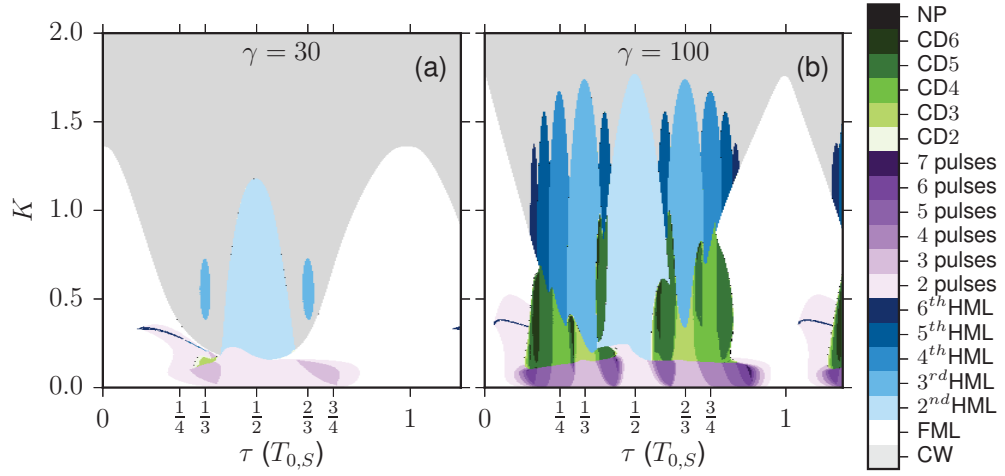 γ = 30
(a)
2.0
1.5
1.0
0.5
0.0
K
0
1/4
1/3
1/2
2/3
3/4
1
τ (T0,S)
γ = 100
(b)
0
1/4
1/3
1/2
2/3
3/4
1
τ (T0,S)
NP
CD6
CD5
CD4
CD3
CD2
7 pulses
6 pulses
5 pulses
4 pulses
3 pulses
2 pulses
6thHML
5thHML
4thHML
3rdHML
2ndHML
FML
CW